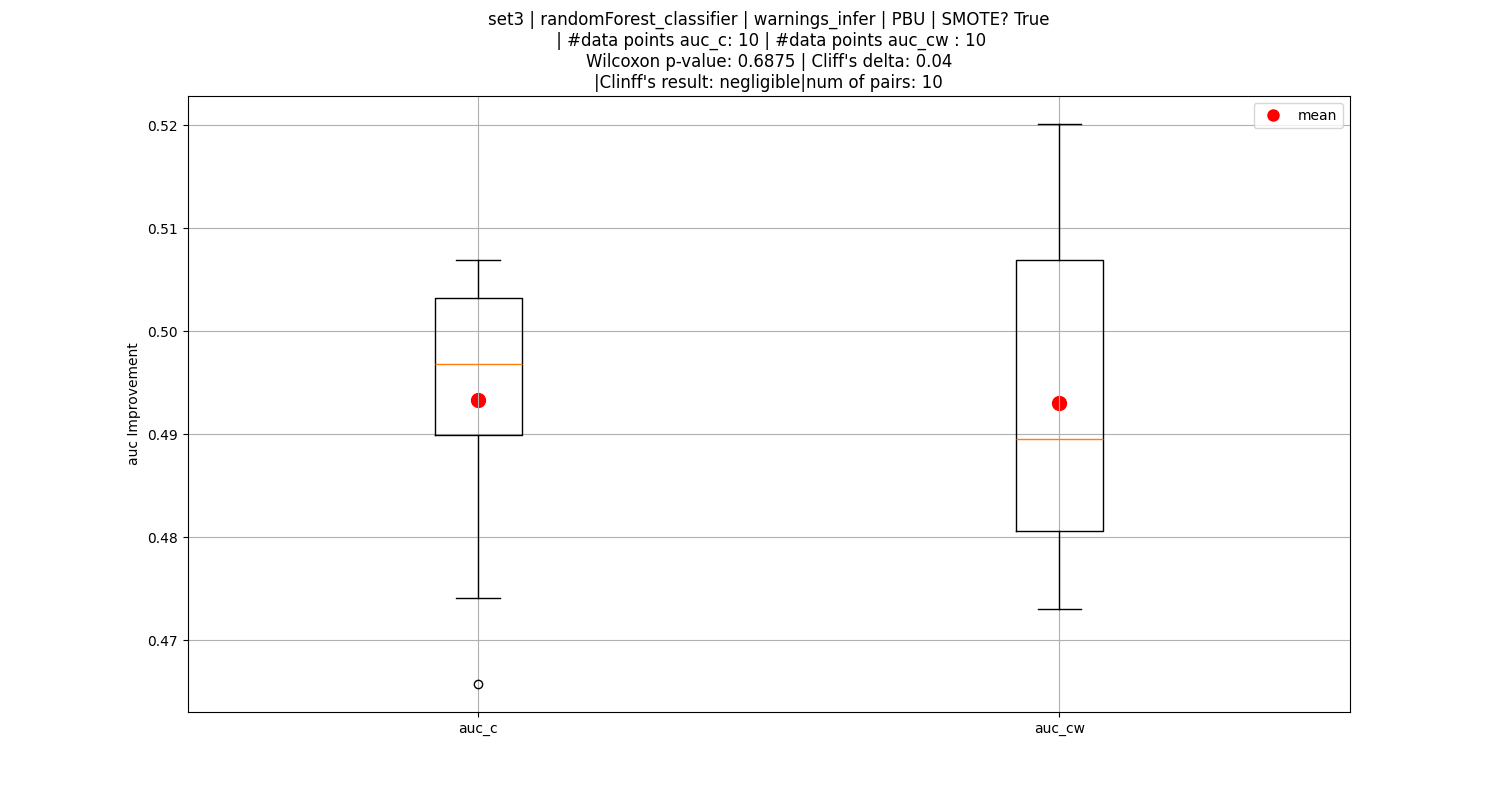 set3 | randomForest_classifier | warnings_infer | PBU | SMOTE? True
| #data points auc_c: 10 | #data points auc_cw : 10
Wilcoxon p-value: 0.6875 | Cliff's delta: 0.04
|Clinff's result: negligible|num of pairs: 10
mean
0.52
0.51
0.50
0.49
0.48
0.47
auc Improvement
auc_c
auc_cw